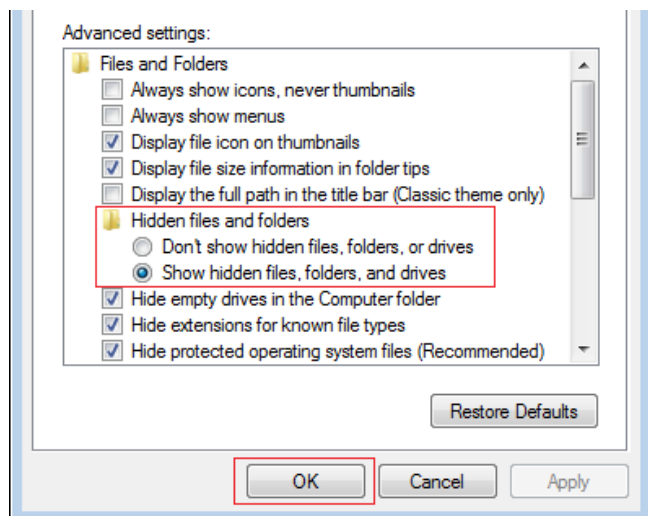 Advanced settings:
Files and Folders
Always show icons, never thumbnails
Always show menus
Display file icon on thumbnails
Display file size information in folder tips
Display the full path in the title bar (Classic theme only)
Hidden files and folders
Don't show hidden files, folders, or drives
Show hidden files, folders, and drives
Hide empty drives in the Computer folder
Hide extensions for known file types
Hide protected operating system files (Recommended)
Restore Defaults
OK Cancel Apply